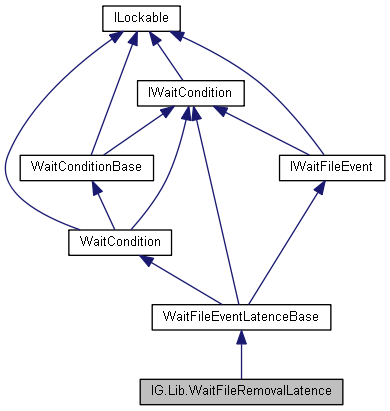 ILockable
IWaitCondition
WaitConditionBase
IWaitFileEvent
WaitCondition
WaitFileEventLatenceBase
IG.Lib.WaitFileRemovalLatence